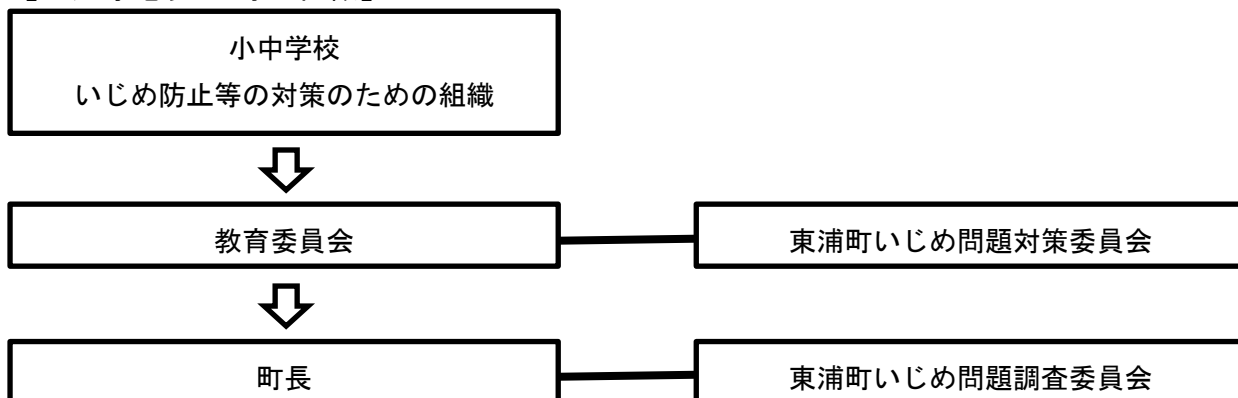 小中学校
いじめ防止等の対策のための組織
教育委員会
東浦町いじめ問題対策委員会
町長
東浦町いじめ問題調査委員会